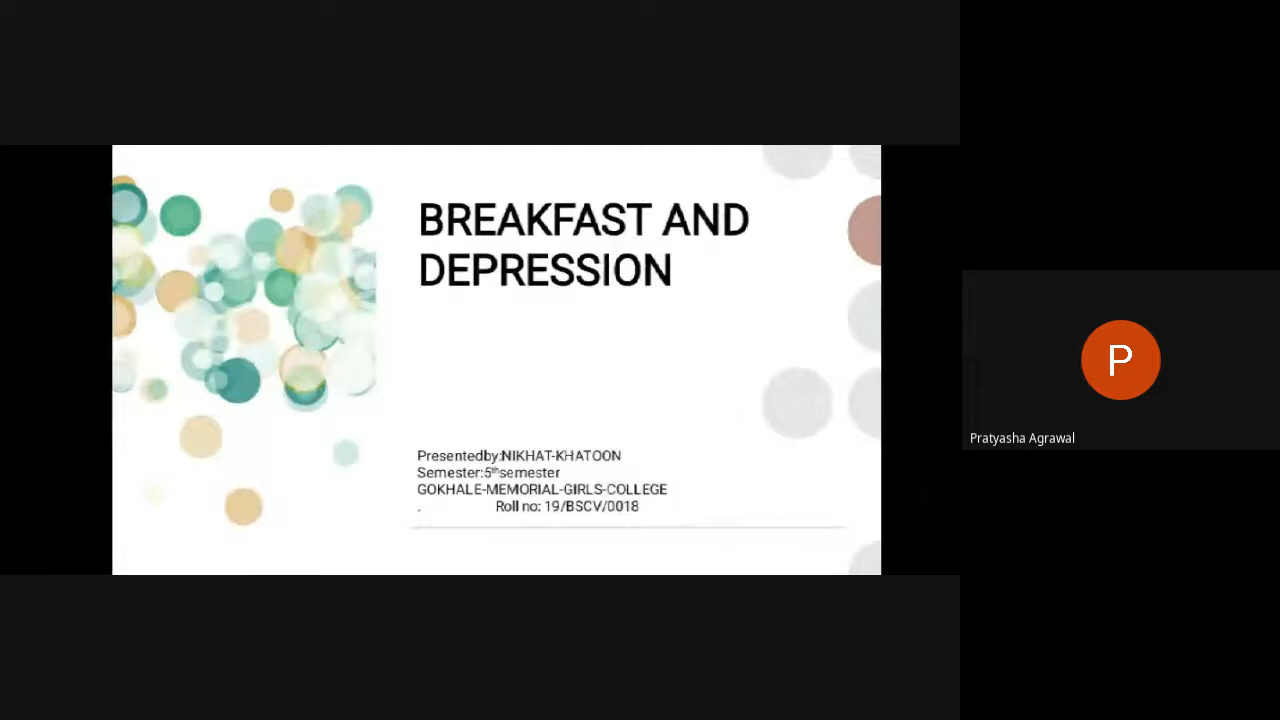 BREAKFAST AND
DEPRESSION
Presentedby:NIKHAT-KHATOON
Semester:5thsemester
GOKHALE-MEMORIAL-GIRLS-COLLEGE
. Roll no: 19/BSCV/0018
P
Pratyasha Agrawal